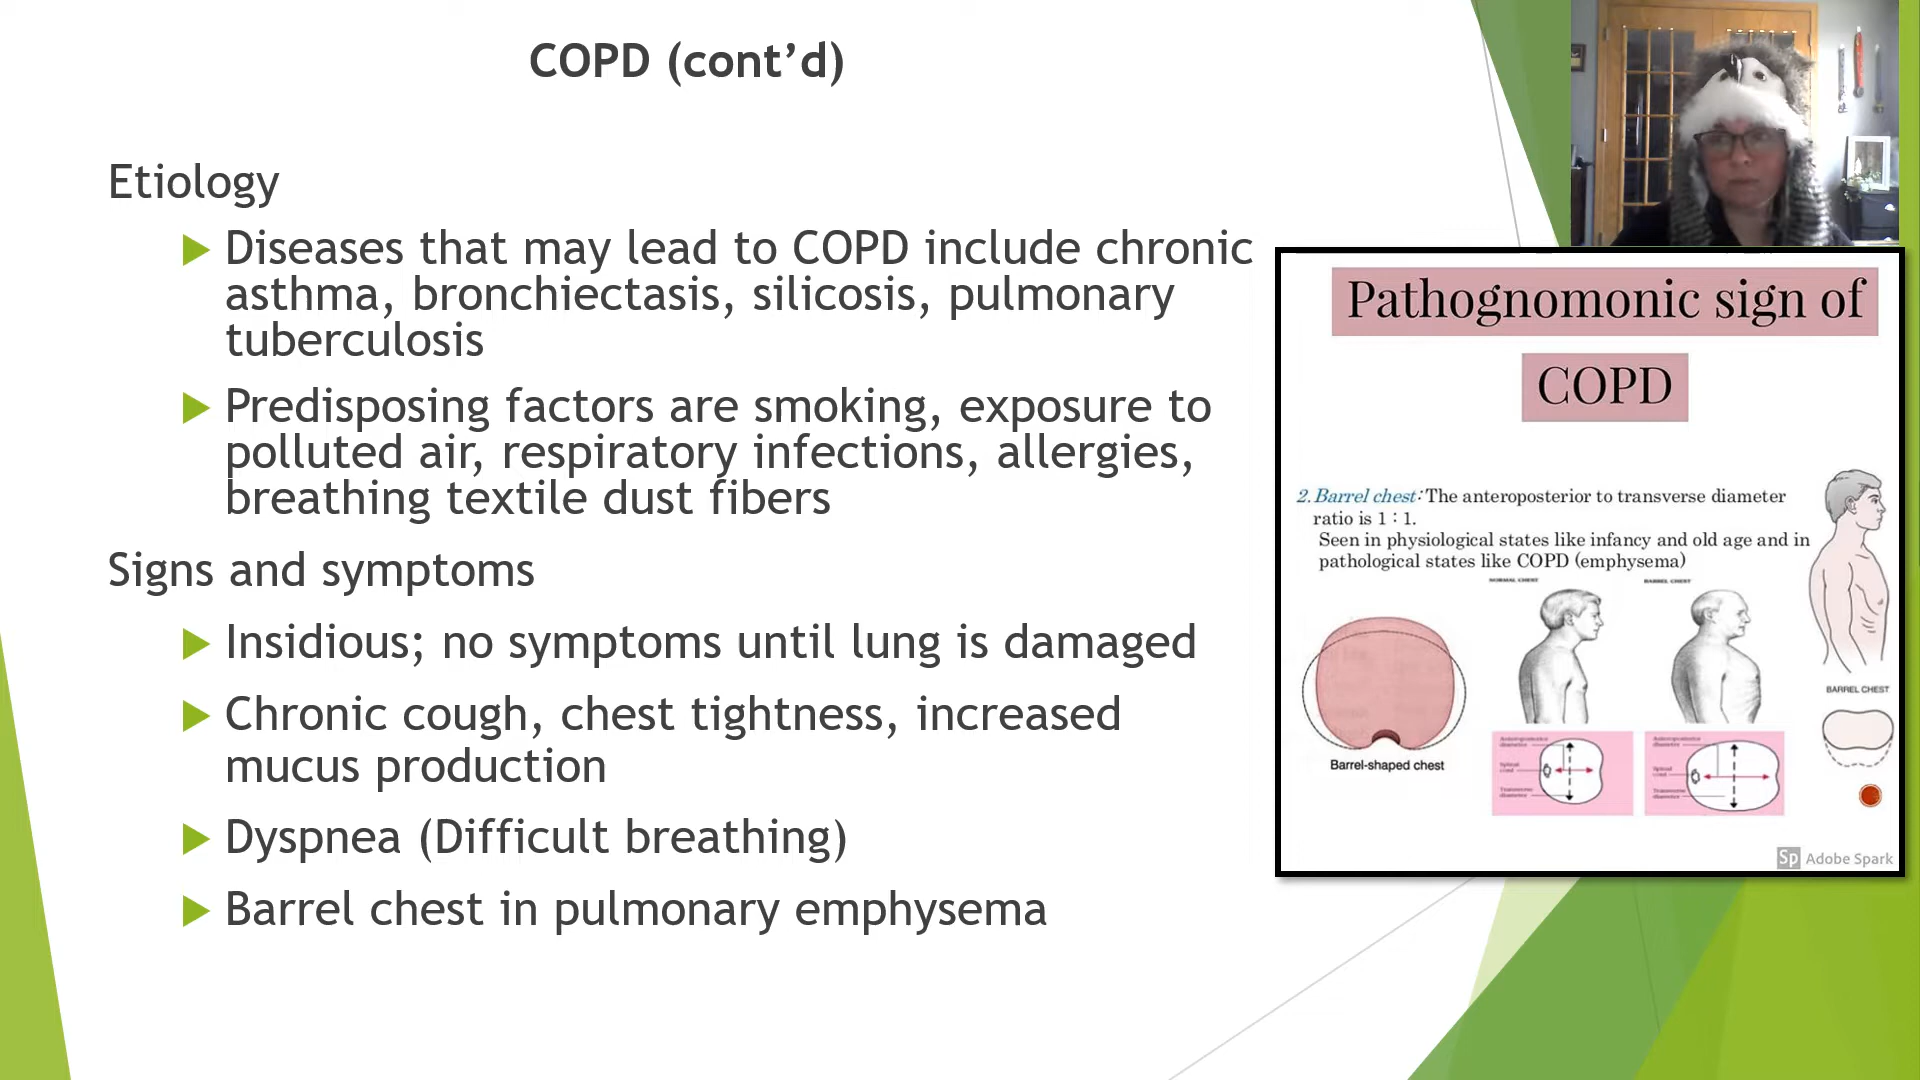 COPD (cont’d)
Etiology
Diseases that may lead to COPD include chronic
asthma, bronchiectasis, silicosis, pulmonary
tuberculosis
Predisposing factors are smoking, exposure to
polluted air, respiratory infections, allergies,
breathing textile dust fibers
Signs and symptoms
Insidious; no symptoms until lung is damaged
Chronic cough, chest tightness, increased
mucus production
Dyspnea (Difficult breathing)
Barrel chest in pulmonary emphysema
Pathognomonic sign of
COPD
2. Barrel chest: The anteroposterior to transverse diameter
ratio is 1 : 1.
Seen in physiological states like infancy and old age and in
pathological states like COPD (emphysema)
NORMAL CHEST
BARREL CHEST
BARREL CHEST
Barrel-shaped chest
Anteroposterior
diameter
Spinal
cord
Transverse
diameter
Anteroposterior
diameter
Spinal
cord
Transverse
diameter
Sp Adobe Spark